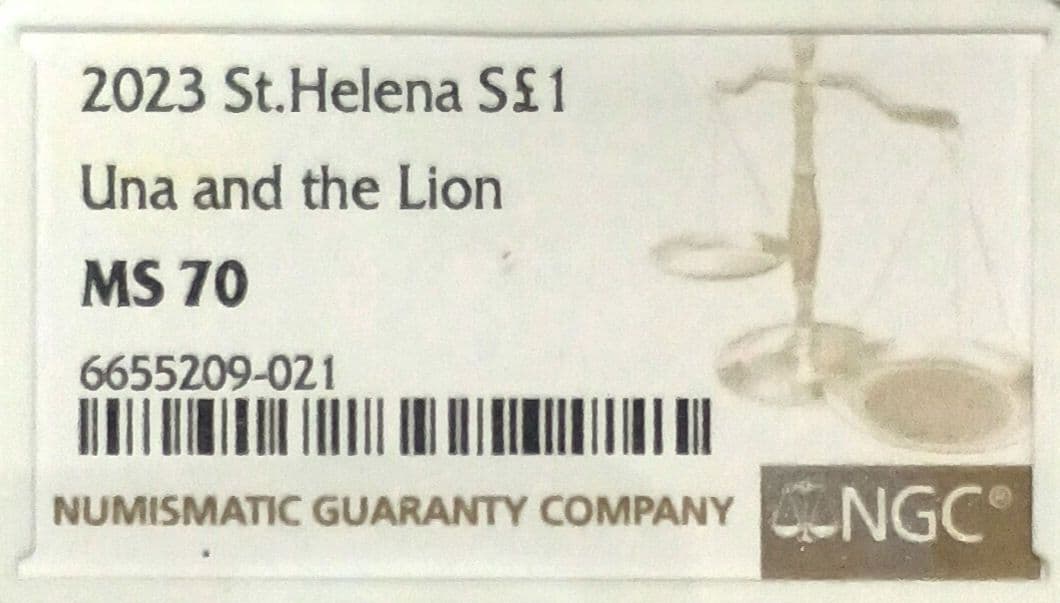 2023 St.Helena S£1
Una and the Lion
MS 70
6655209-021
NUMISMATIC GUARANTY COMPANY
NGC®